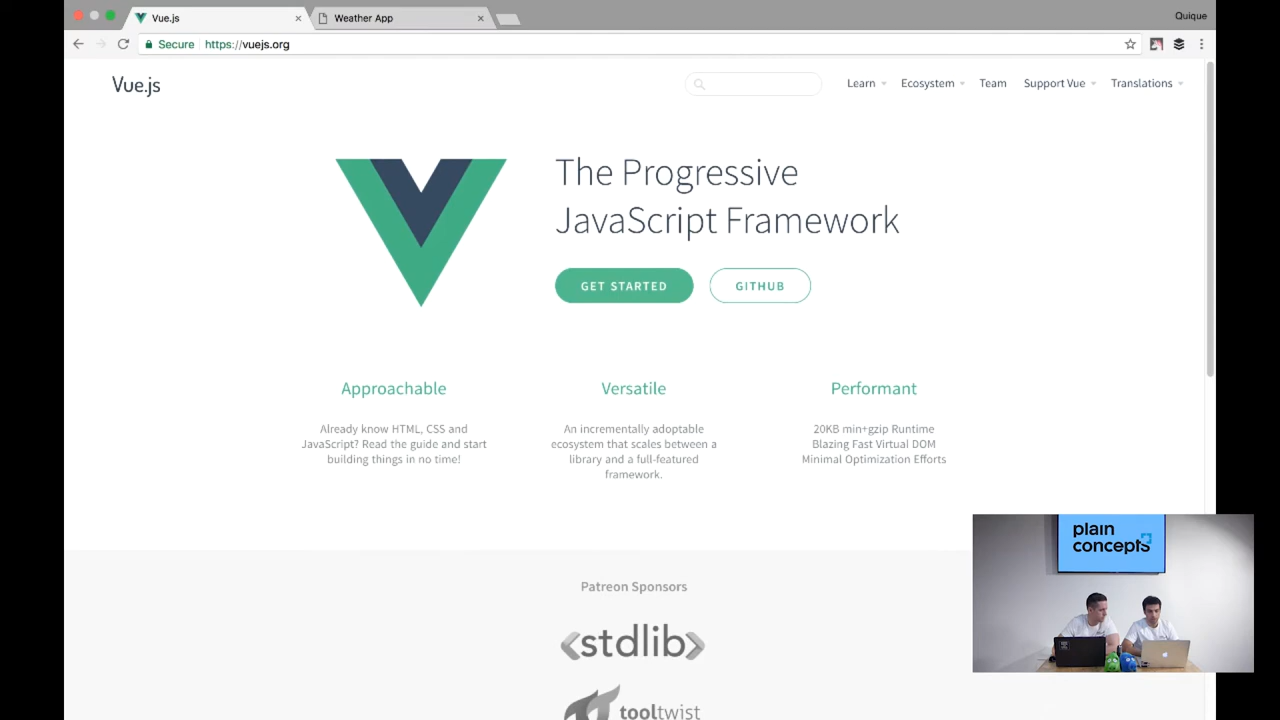 Vue.js
Weather App
Quique
Secure
https://vuejs.org
Vue.js
Learn
Ecosystem
Team
Support Vue
Translations
The Progressive
JavaScript Framework
GET STARTED
GITHUB
Approachable
Already know HTML, CSS and
JavaScript? Read the guide and start
building things in no time!
Versatile
An incrementally adoptable
ecosystem that scales between a
library and a full-featured
framework.
Performant
20KB min+gzip Runtime
Blazing Fast Virtual DOM
Minimal Optimization Efforts
Patreon Sponsors
<stdlib>
tooltwist
plain
concepts